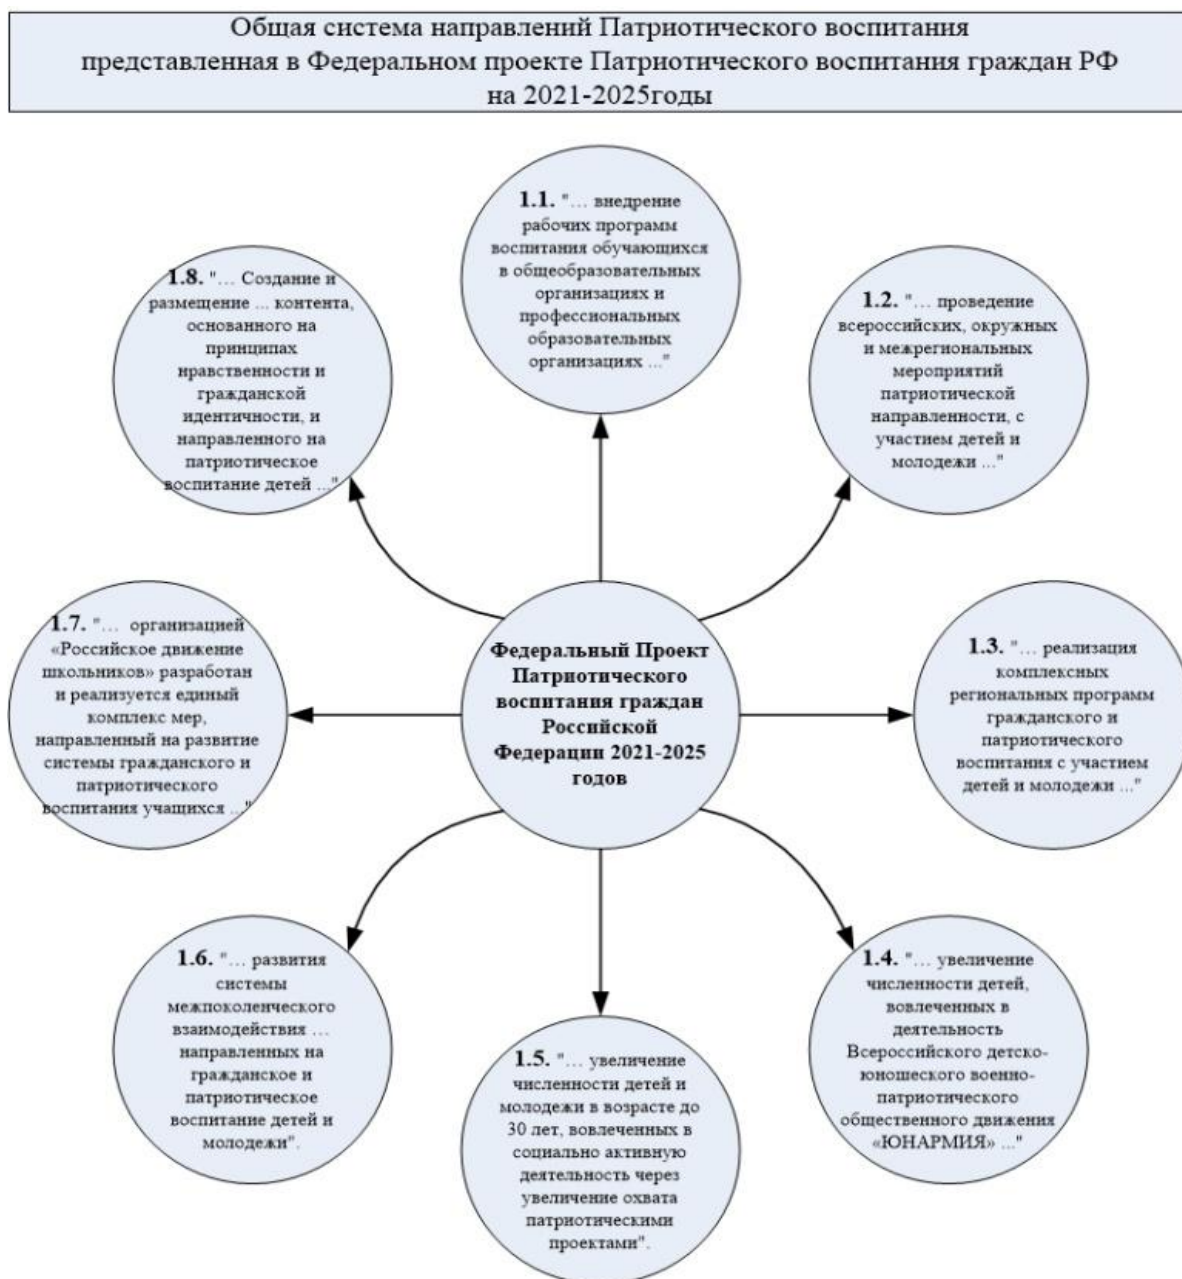 Общая система направлений Патриотического воспитания
представленная в Федеральном проекте Патриотического воспитания граждан РФ
на 2021-2025годы
1.1. "… внедрение
рабочих программ
воспитания обучающихся
в общеобразовательных
организациях и
профессиональных
образовательных
организациях ..."
1.2. "… проведение
всероссийских, окружных
и межрегиональных
мероприятий
патриотической
направленности, с
участием детей и
молодежи ..."
1.3. "… реализация
комплексных
региональных программ
гражданского и
патриотического
воспитания с участием
детей и молодежи ..."
1.4. "… увеличение
численности детей,
вовлеченных в
деятельность
Всероссийского детско-
юношеского военно-
патриотического
общественного движения
«ЮНАРМИЯ» ..."
1.5. "… увеличение
численности детей и
молодежи в возрасте до
30 лет, вовлеченных в
социально активную
деятельность через
увеличение охвата
патриотическими
проектами".
1.6. "… развития
системы
межпоколенческого
взаимодействия …
направленных на
гражданское и
патриотическое
воспитание детей и
молодежи".
1.7. "… организацией
«Российское движение
школьников» разработан
и реализуется единый
комплекс мер,
направленный на развитие
системы гражданского и
патриотического
воспитания учащихся ..."
1.8. "… Создание и
размещение ... контента,
основанного на
принципах
нравственности и
гражданской
идентичности, и
направленного на
патриотическое
воспитание детей ..."
Федеральный Проект
Патриотического
воспитания граждан
Российской
Федерации 2021-2025
годов